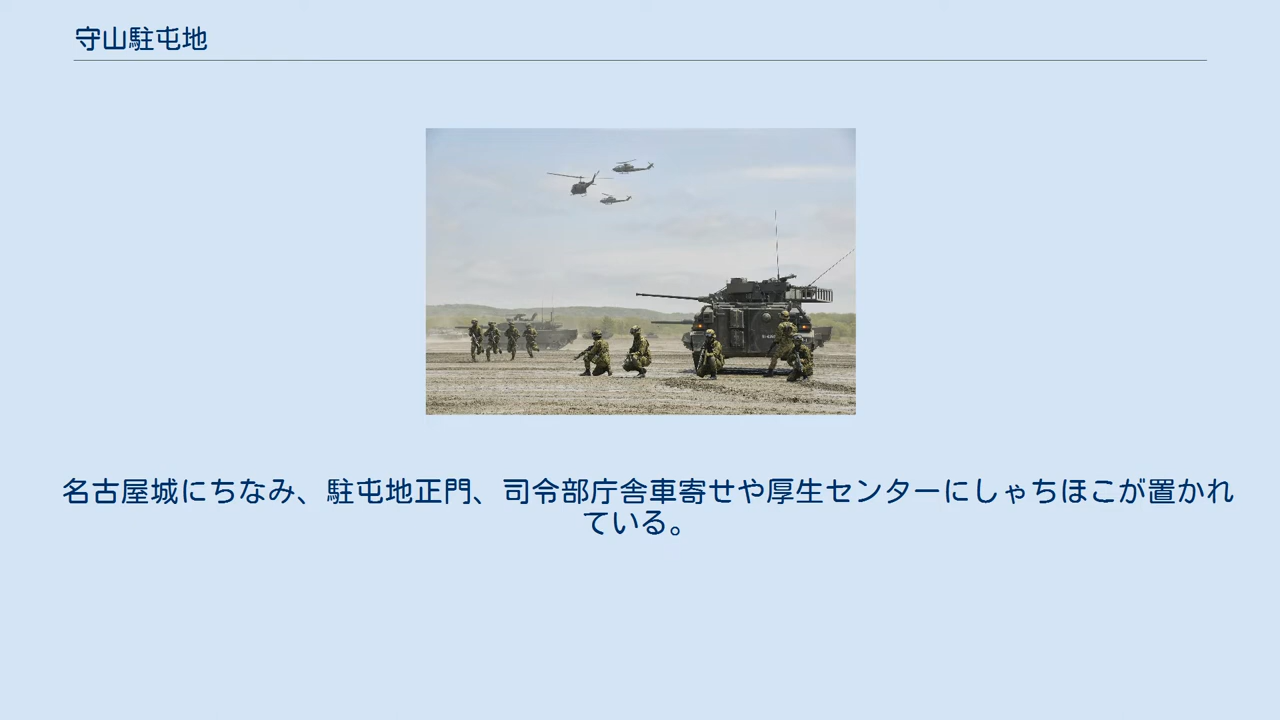 守山駐屯地
名古屋城にちなみ、駐屯地正門、司令部庁舎車寄せや厚生センターにしゃちほこが置かれ
ている。